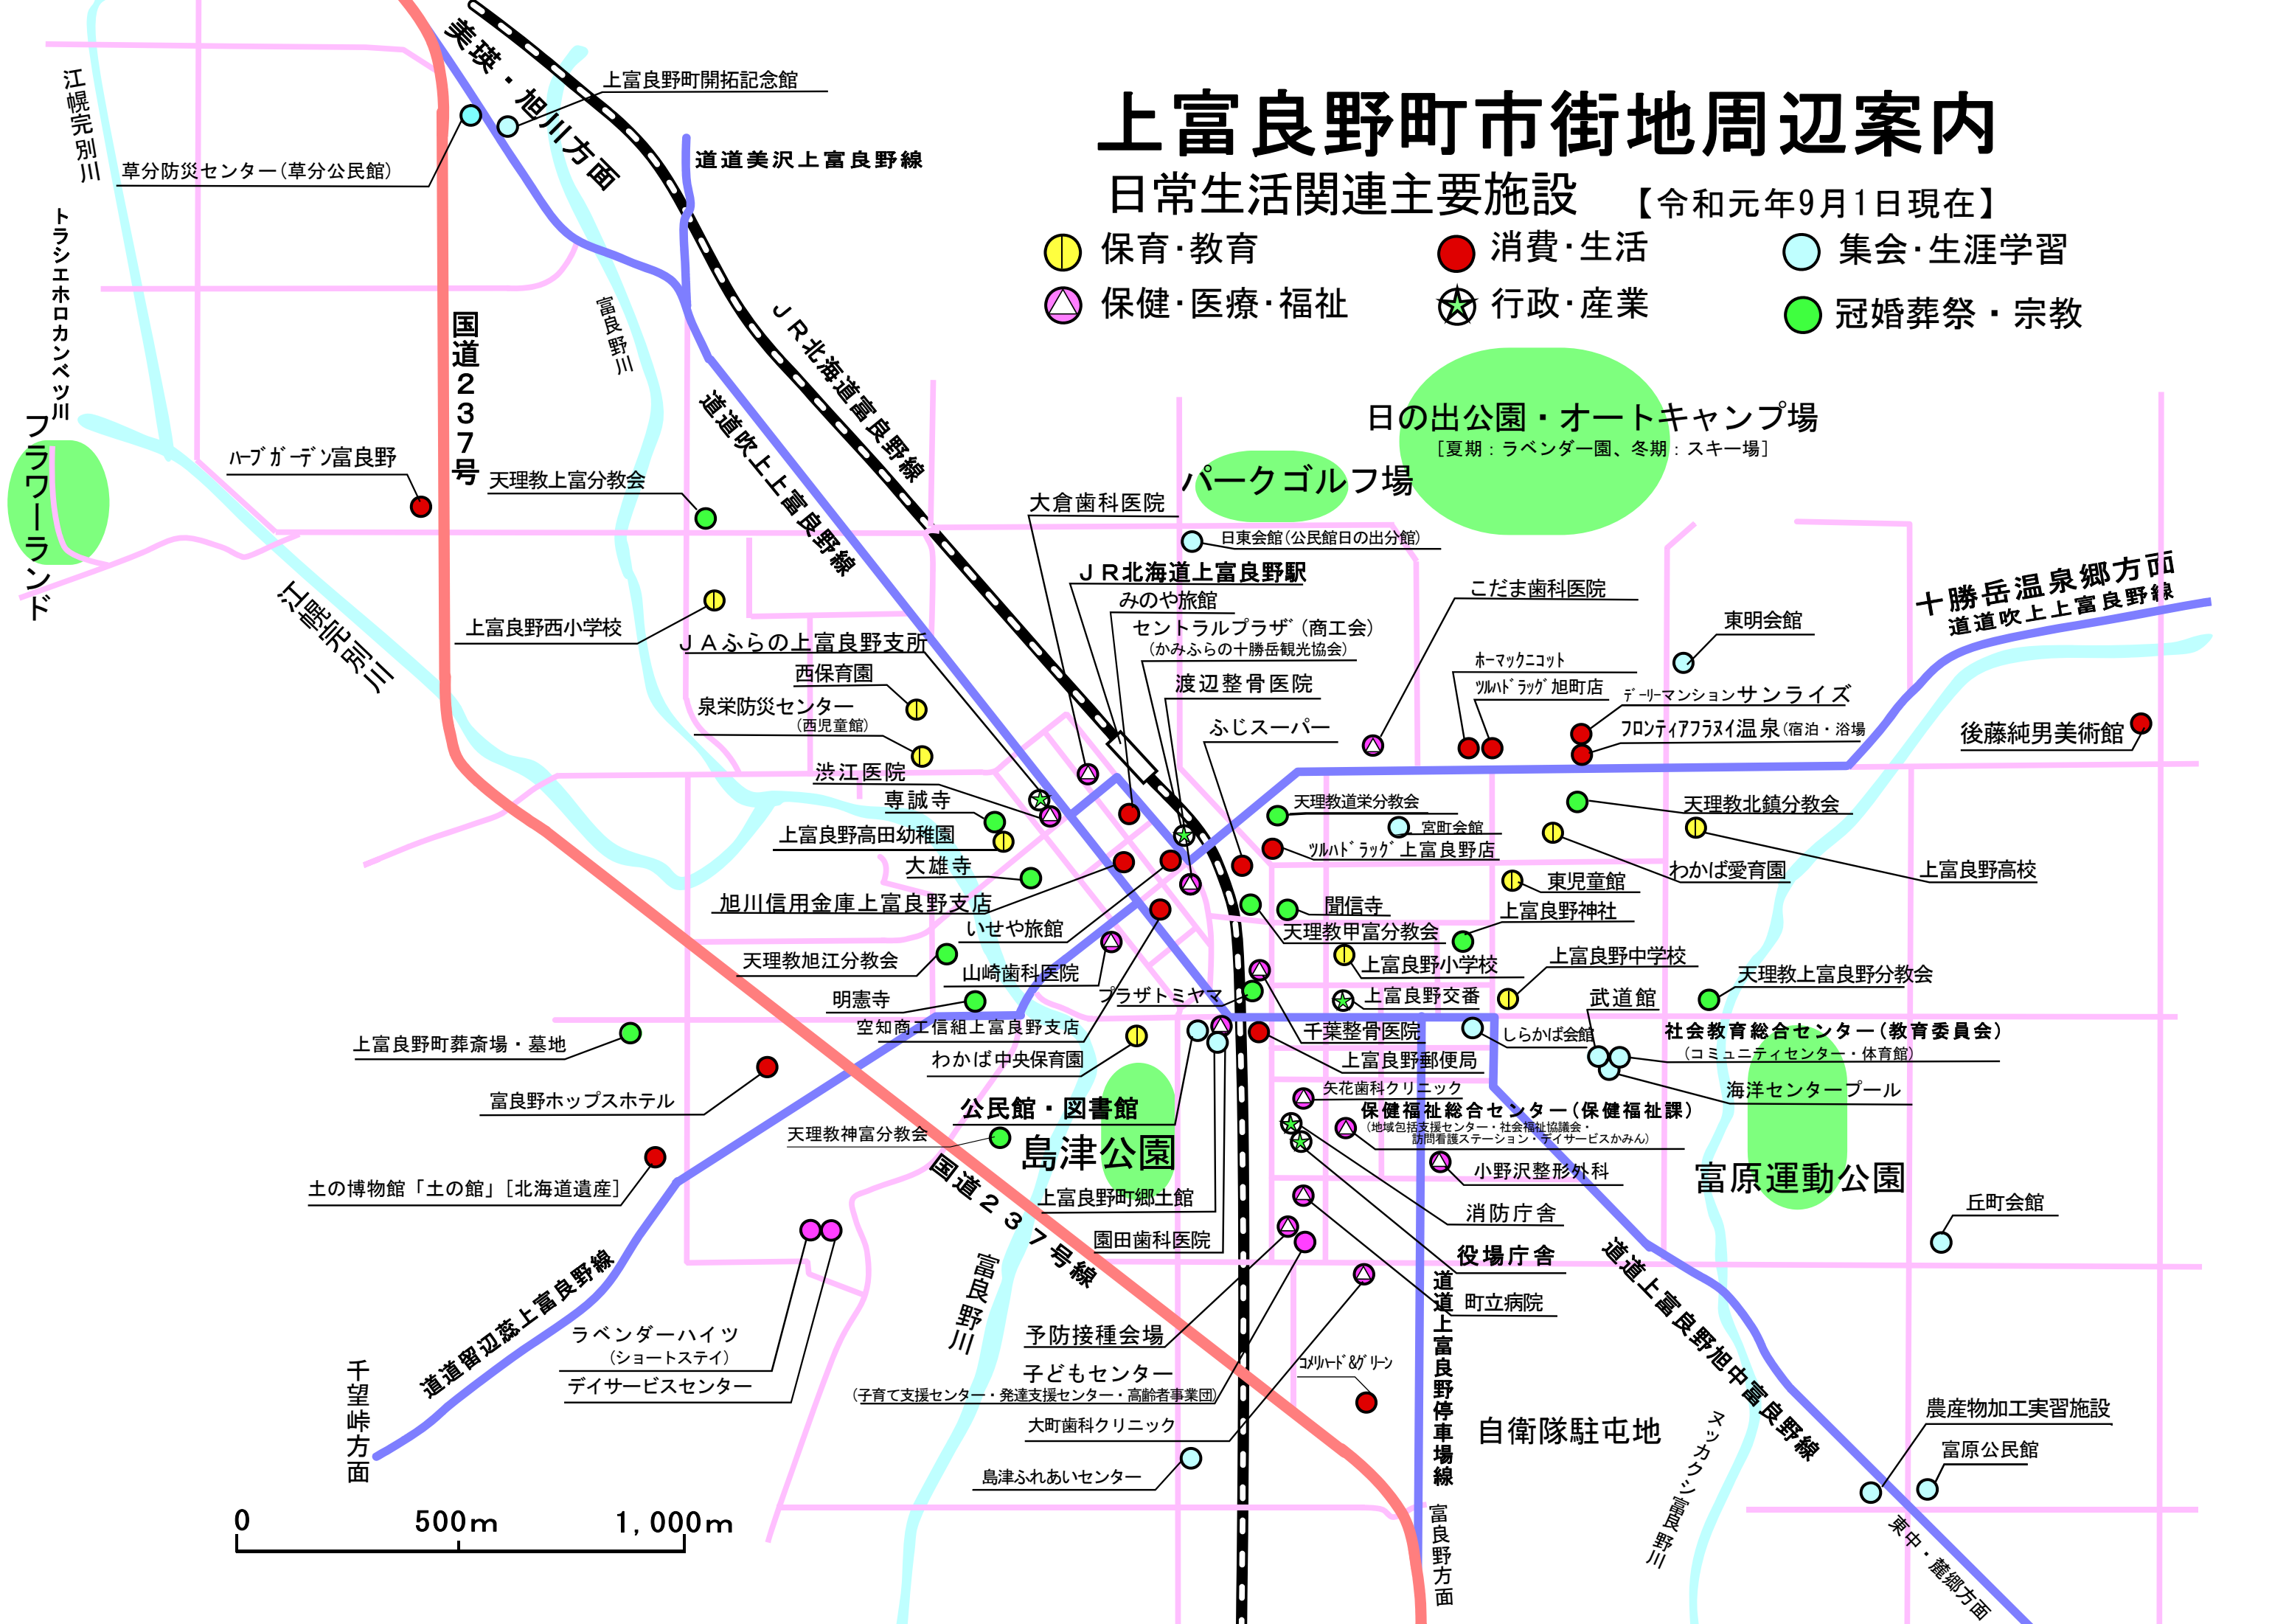 上富良野町市街地周辺案内
日常生活関連主要施設 【令和元年9月1日現在】
保育･教育
消費･生活
集会･生涯学習
保健･医療･福祉
行政･産業
冠婚葬祭・宗教
美瑛・旭川方面
上富良野町開拓記念館
江幌完別川
草分防災センター(草分公民館)
道道美沢上富良野線
トラシエホロカンベツ川
国道237号
富良野川
JR北海道富良野線
道道吹上上富良野線
フラワーランド
ﾊｰﾌﾞｶﾞｰﾃﾞﾝ富良野
天理教上富分教会
日の出公園・オートキャンプ場
[夏期：ラベンダー園、冬期：スキー場]
パークゴルフ場
大倉歯科医院
日東会館(公民館日の出分館)
JR北海道上富良野駅
みのや旅館
セントラルプラザ(商工会)
(かみふらの十勝岳観光協会)
渡辺整骨医院
ふじスーパー
こだま歯科医院
ﾎｰﾏｯｸﾆｺｯﾄ
ﾂﾙﾊﾄﾞﾗｯｸﾞ旭町店
東明会館
十勝岳温泉郷方面
道道吹上上富良野線
ﾃﾞｰﾘｰマンションサンライズ
ﾌﾛﾝﾃｨｱﾌﾗﾇｲ温泉(宿泊・浴場
後藤純男美術館
上富良野西小学校
江幌完別川
JAふらの上富良野支所
西保育園
泉栄防災センター
(西児童館)
渋江医院
専誠寺
上富良野高田幼稚園
大雄寺
旭川信用金庫上富良野支店
いせや旅館
天理教旭江分教会
山崎歯科医院
明憲寺
プラザトミヤマ
空知商工信組上富良野支店
わかば中央保育園
天理教道栄分教会
宮町会館
ﾂﾙﾊﾄﾞﾗｯｸﾞ上富良野店
天理教北鎮分教会
わかば愛育園
上富良野高校
東児童館
聞信寺
上富良野神社
天理教甲富分教会
上富良野小学校
上富良野中学校
上富良野交番
武道館
天理教上富良野分教会
千葉整骨医院
しらかば会館
社会教育総合センター(教育委員会)
(コミュニティセンター・体育館)
上富良野郵便局
海洋センタープール
矢花歯科クリニック
保健福祉総合センター(保健福祉課)
(地域包括支援センター・社会福祉協議会・
訪問看護ステーション・デイサービスかみん)
小野沢整形外科
富原運動公園
消防庁舎
役場庁舎
町立病院
丘町会館
上富良野町葬斎場・墓地
富良野ホップスホテル
公民館・図書館
天理教神富分教会
島津公園
国道237号線
土の博物館「土の館」[北海道遺産]
上富良野町郷土館
園田歯科医院
富良野川
道道留辺蘂上富良野線
ラベンダーハイツ
(ショートステイ)
デイサービスセンター
千望峠方面
予防接種会場
子どもセンター
(子育て支援センター・発達支援センター・高齢者事業団)
大町歯科クリニック
島津ふれあいセンター
ｺﾒﾘﾊｰﾄﾞ&ｸﾞﾘｰﾝ
道道上富良野停車場線
富良野方面
自衛隊駐屯地
道道上富良野旭中富良野線
ヌッカクシ富良野川
農産物加工実習施設
富原公民館
東中・麓郷方面
0 500m 1,000m